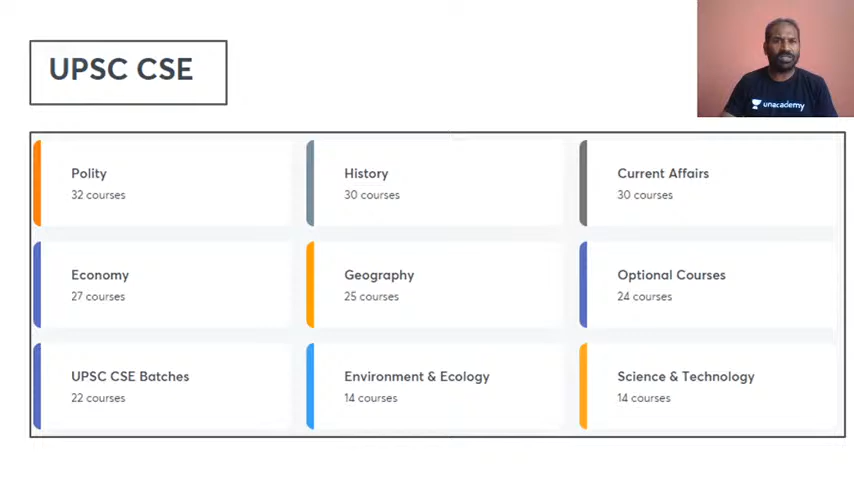 UPSC CSE
unacademy
Polity
32 courses
History
30 courses
Current Affairs
30 courses
Economy
27 courses
Geography
25 courses
Optional Courses
24 courses
UPSC CSE Batches
22 courses
Environment & Ecology
14 courses
Science & Technology
14 courses